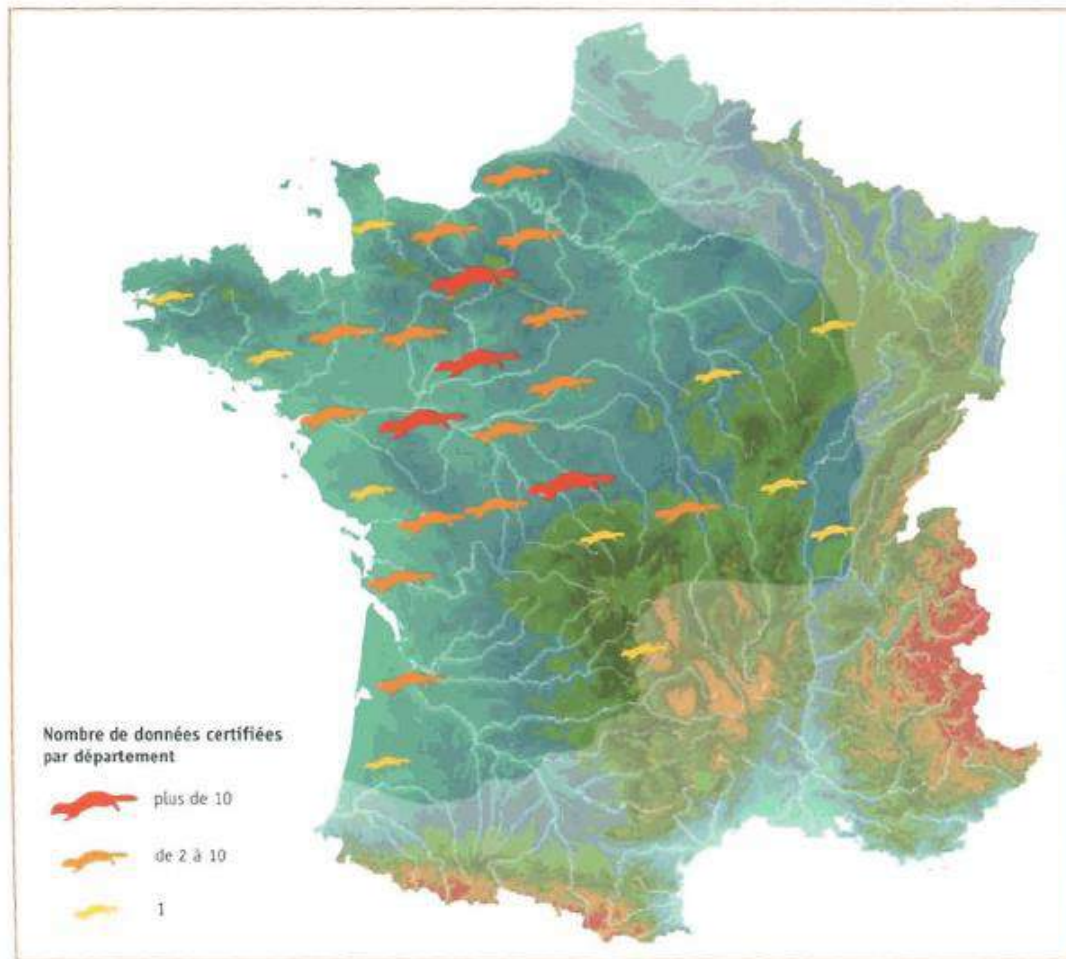 Nombre de données certifiées
par département
plus de 10
de 2 à 10
1